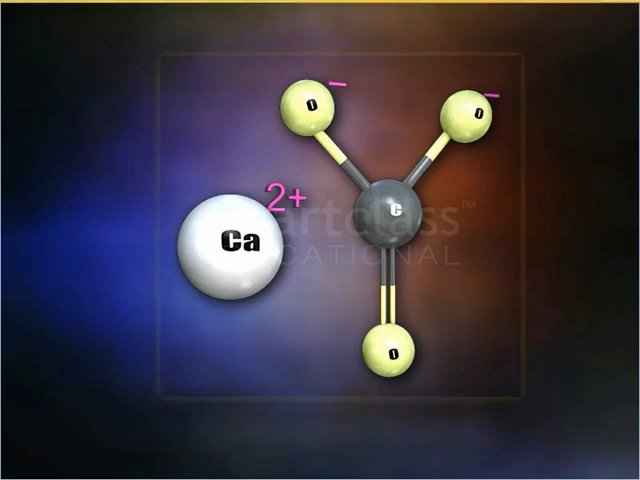 O − O −
2+
Ca C
artclass™
CATIONAL
O